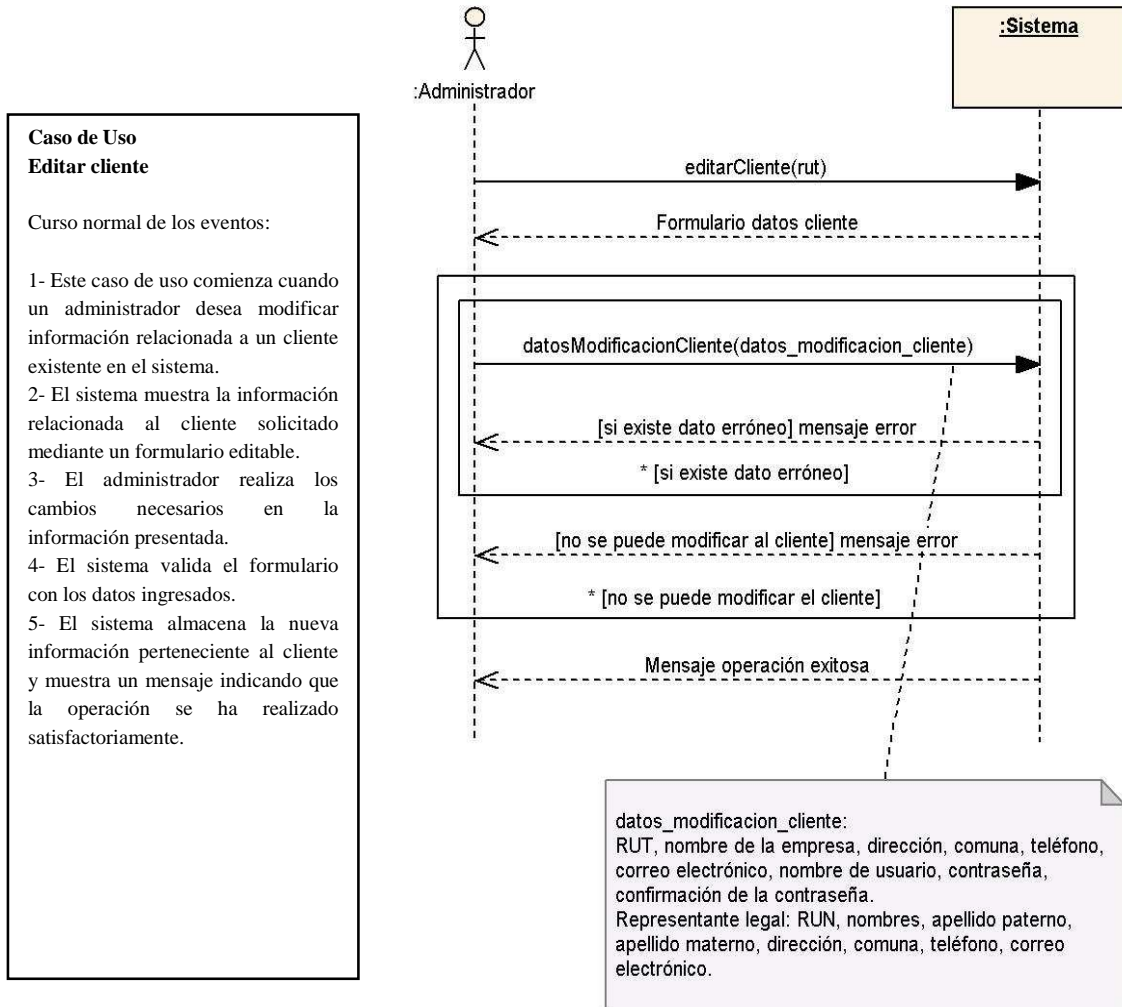 Caso de Uso
Editar cliente
Curso normal de los eventos:
1- Este caso de uso comienza cuando
un administrador desea modificar
información relacionada a un cliente
existente en el sistema.
2- El sistema muestra la información
relacionada al cliente solicitado
mediante un formulario editable.
3- El administrador realiza los
cambios necesarios en la
información presentada.
4- El sistema valida el formulario
con los datos ingresados.
5- El sistema almacena la nueva
información perteneciente al cliente
y muestra un mensaje indicando que
la operación se ha realizado
satisfactoriamente.
:Administrador
:Sistema
editarCliente(rut)
Formulario datos cliente
datosModificacionCliente(datos_modificacion_cliente)
[si existe dato erróneo] mensaje error
* [si existe dato erróneo]
[no se puede modificar al cliente] mensaje error
* [no se puede modificar el cliente]
Mensaje operación exitosa
datos_modificacion_cliente:
RUT, nombre de la empresa, dirección, comuna, teléfono,
correo electrónico, nombre de usuario, contraseña,
confirmación de la contraseña.
Representante legal: RUN, nombres, apellido paterno,
apellido materno, dirección, comuna, teléfono, correo
electrónico.